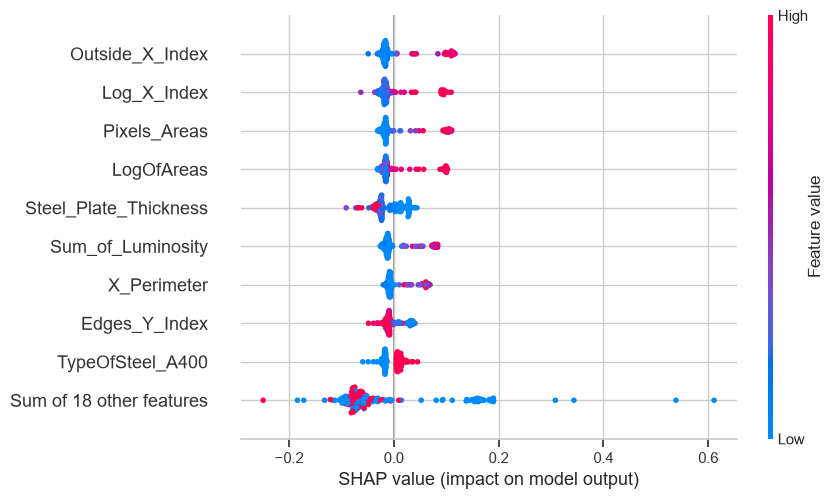 High
Outside_X_Index
Log_X_Index
Pixels_Areas
LogOfAreas
Steel_Plate_Thickness
Sum_of_Luminosity
X_Perimeter
Edges_Y_Index
TypeOfSteel_A400
Sum of 18 other features
Feature value
Low
−0.2 0.0 0.2 0.4 0.6
SHAP value (impact on model output)